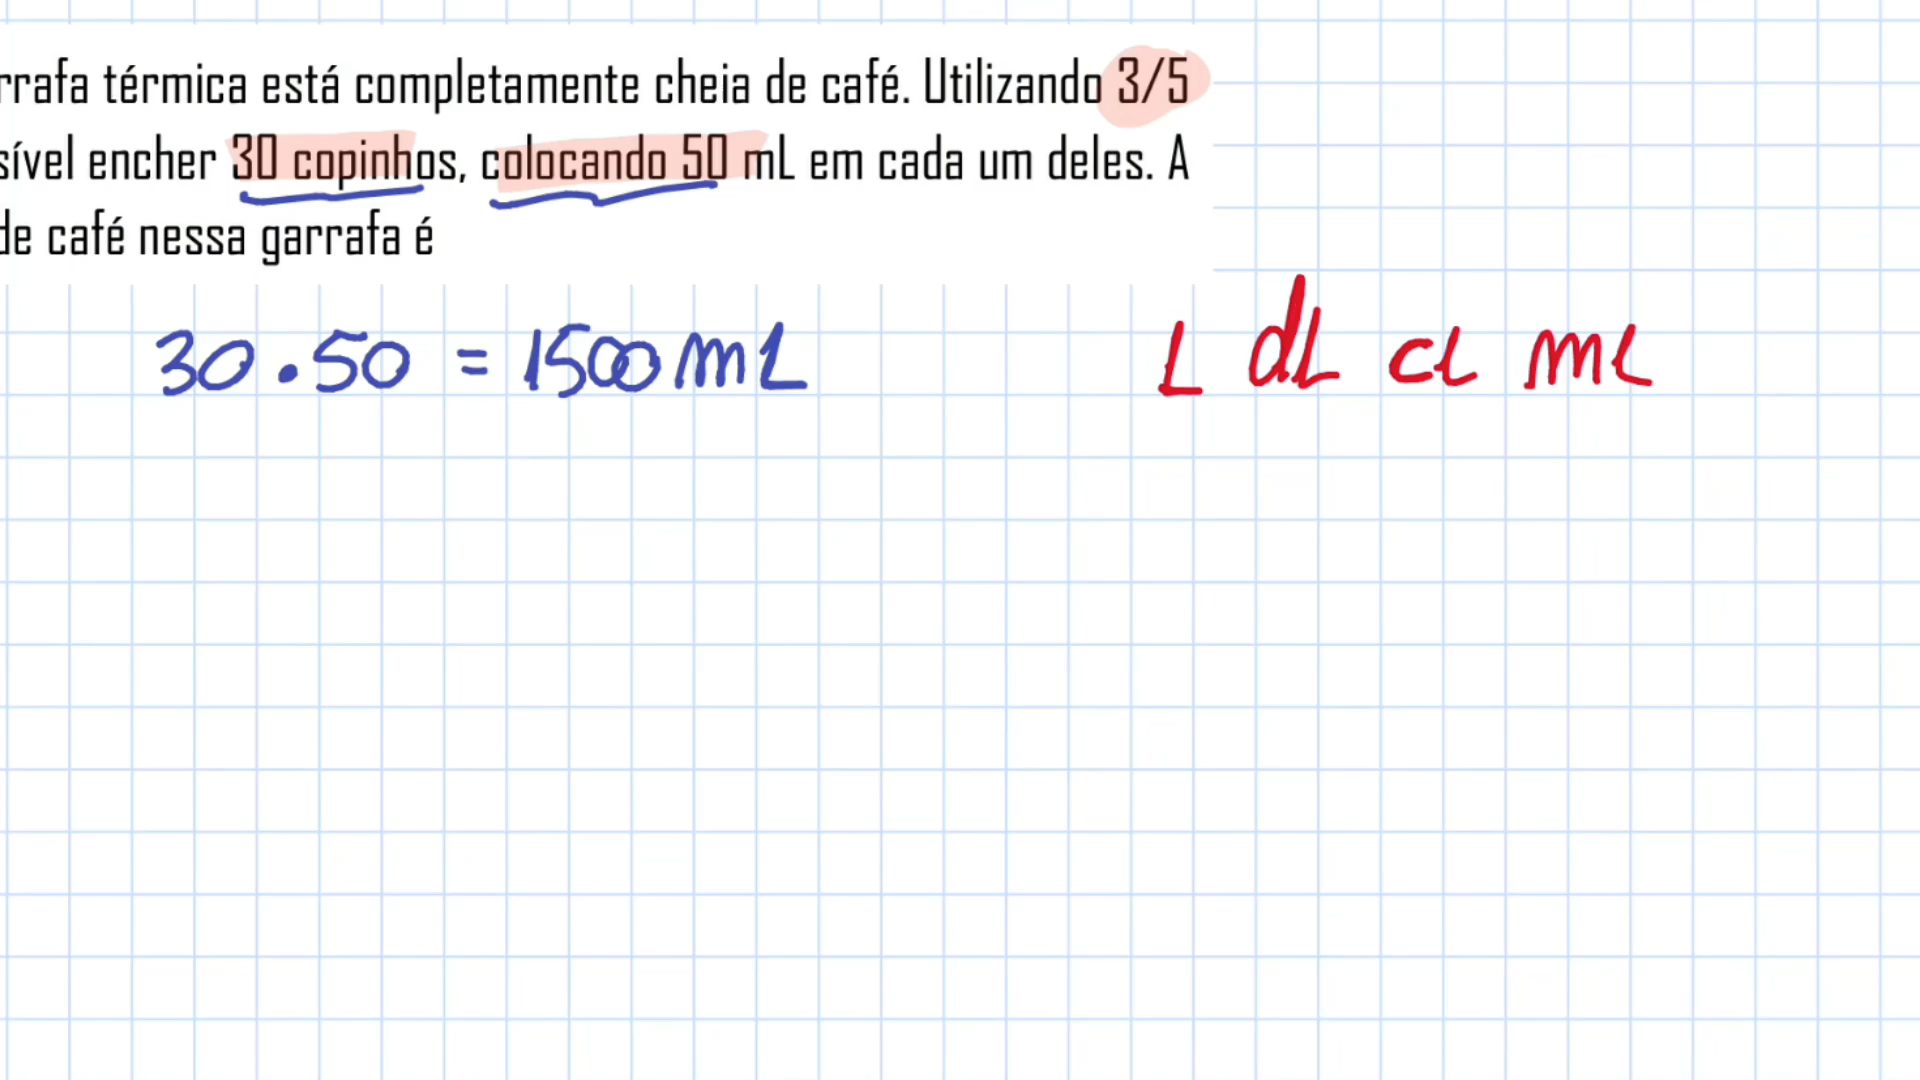 rrafa térmica está completamente cheia de café. Utilizando 3/5
sível encher 30 copinhos, colocando 50 mL em cada um deles. A
de café nessa garrafa é
30 . 50 = 1500 mL
L dL cL mL